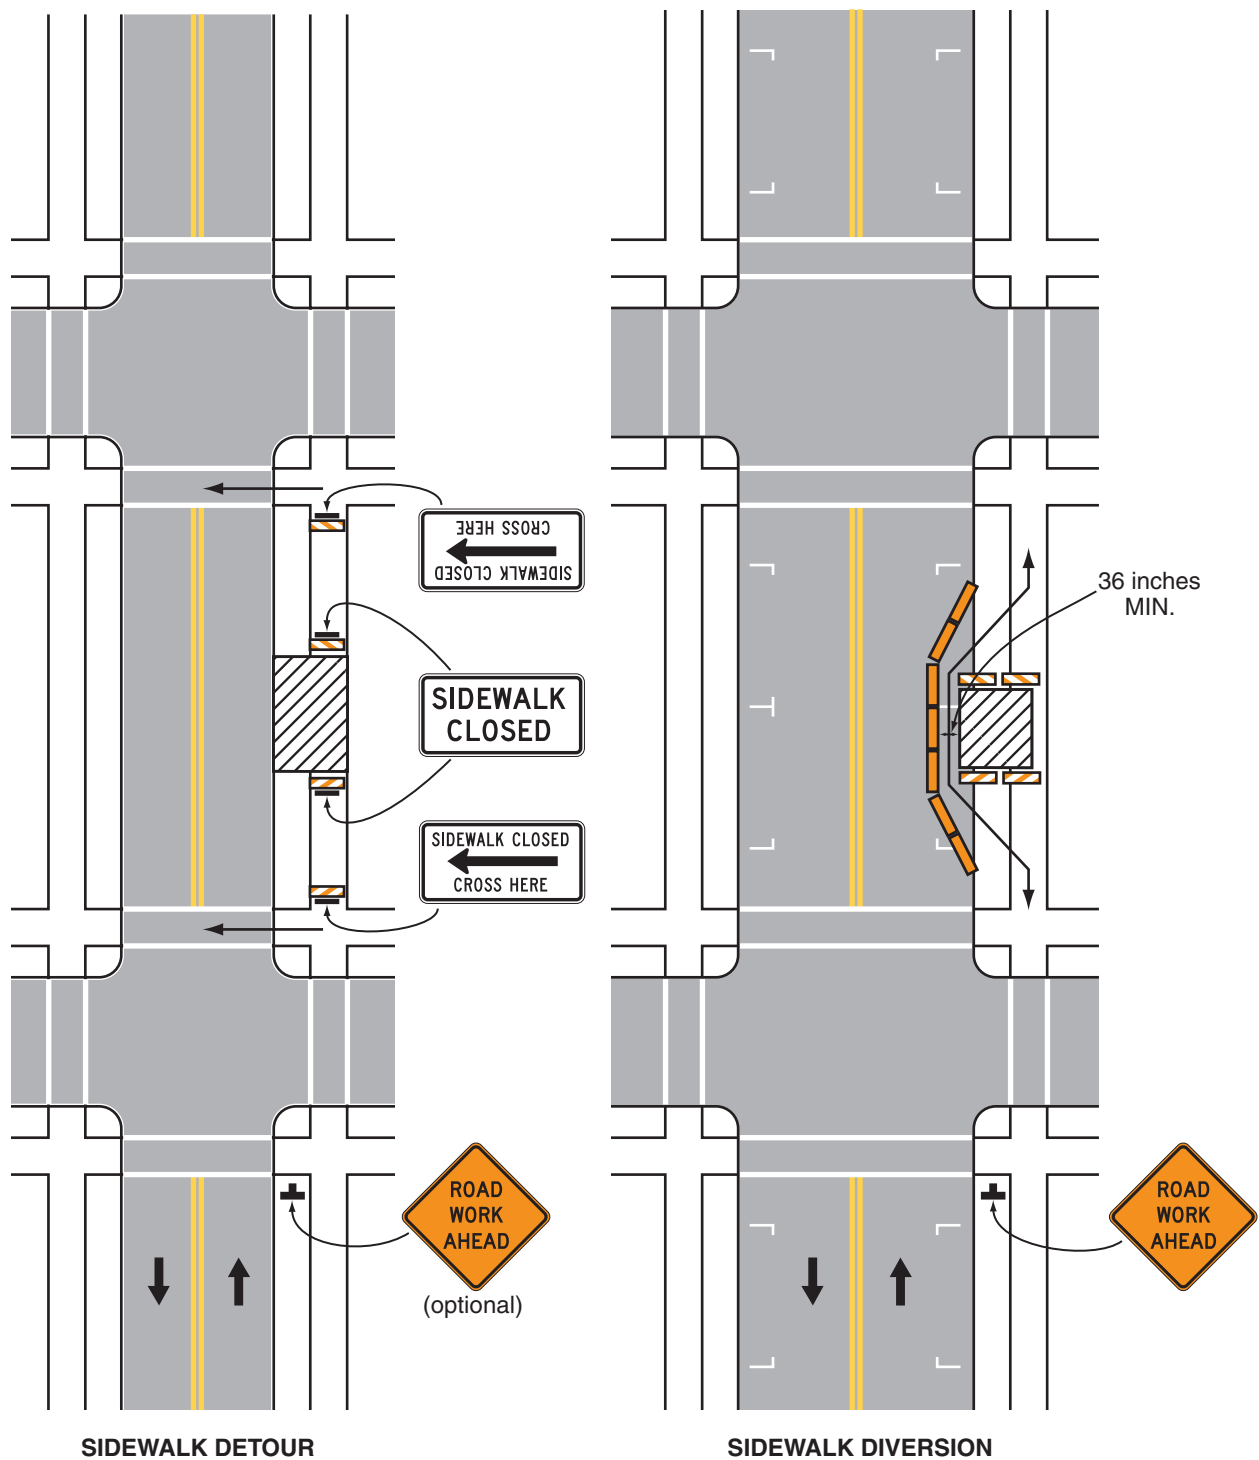 CROSS HERE
SIDEWALK CLOSED
36 inches
MIN.
SIDEWALK
CLOSED
SIDEWALK CLOSED
CROSS HERE
ROAD
WORK
AHEAD
(optional)
ROAD
WORK
AHEAD
SIDEWALK DETOUR
SIDEWALK DIVERSION